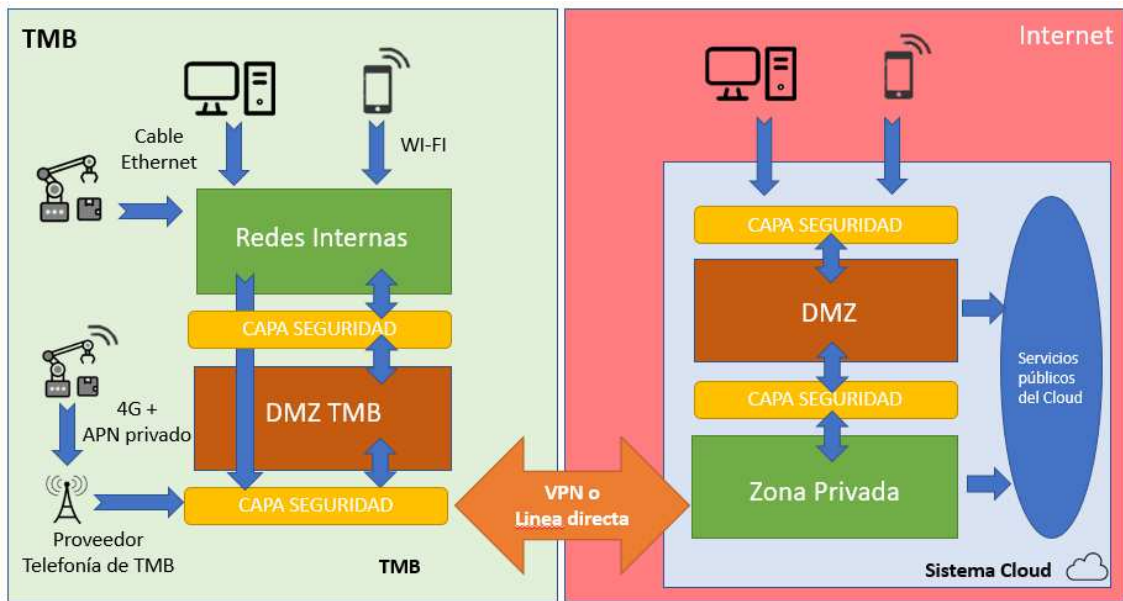 TMB
Cable
Ethernet
WI-FI
Redes Internas
CAPA SEGURIDAD
4G +
APN privado
DMZ TMB
CAPA SEGURIDAD
Proveedor
Telefonía de TMB
TMB
VPN o
Linea directa
Internet
CAPA SEGURIDAD
DMZ
CAPA SEGURIDAD
Zona Privada
Servicios
públicos
del Cloud
Sistema Cloud